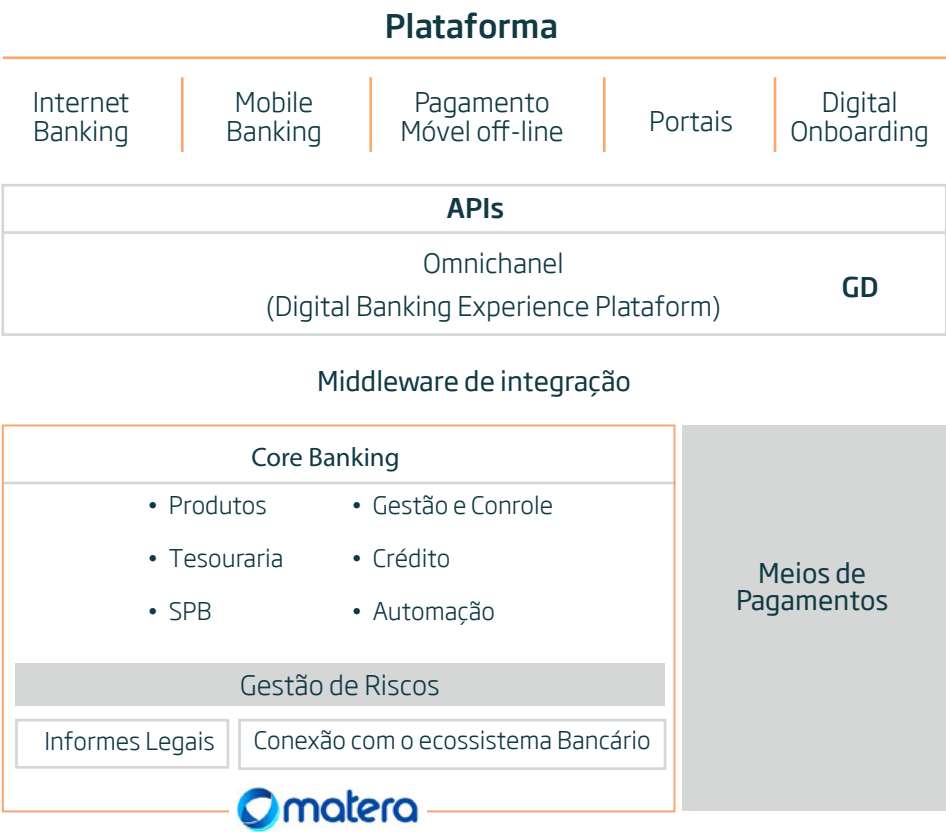 Plataforma
Internet
Banking
Mobile
Banking
Pagamento
Móvel off-line
Portais
Digital
Onboarding
APIs
Omnichanel
(Digital Banking Experience Plataform)
GD
Middleware de integração
Core Banking
• Produtos
• Gestão e Conrole
• Tesouraria
• Crédito
• SPB
• Automação
Gestão de Riscos
Informes Legais
Conexão com o ecossistema Bancário
matera
Meios de
Pagamentos